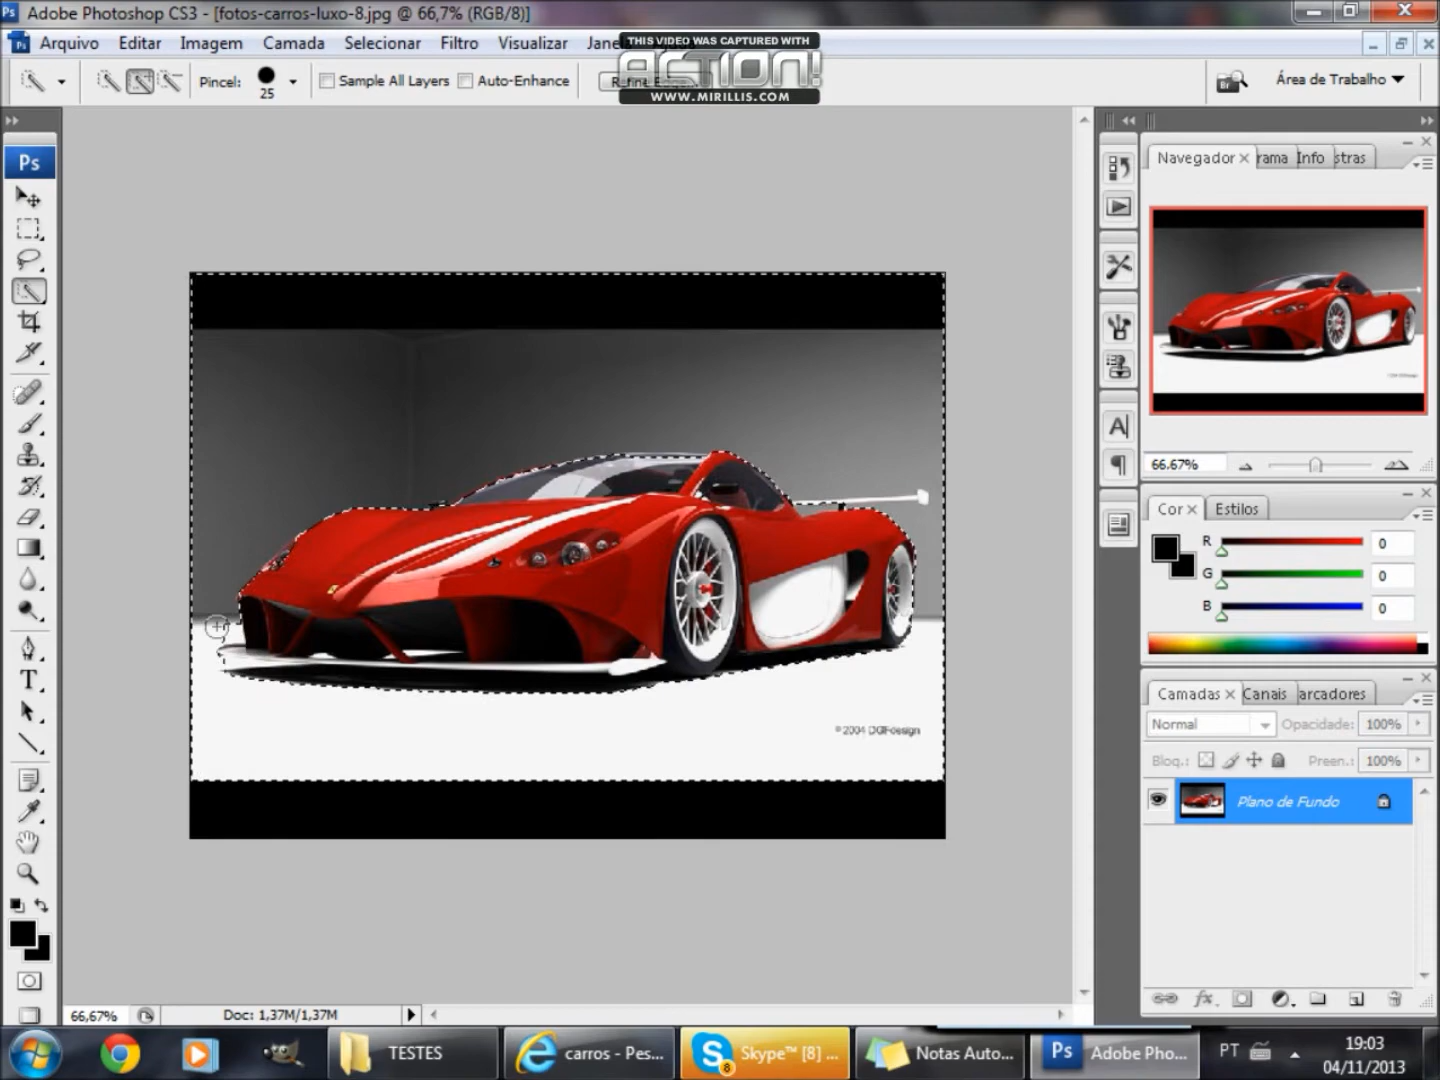 Adobe Photoshop CS3 - [fotos-carros-luxo-8.jpg @ 66,7% (RGB/8)]
Arquivo Editar Imagem Camada Selecionar Filtro Visualizar
THIS VIDEO WAS CAPTURED WITH
ACTION!
WWW.MIRILLIS.COM
Pincel: 25 Sample All Layers Auto-Enhance
Área de Trabalho
Ps
Navegador rama Info stras
66.67%
Cor Estilos
R 0
G 0
B 0
© 2004 DGFdesign
Camadas Canais arcadores
Normal Opacidade: 100%
Bloq.: Preen.: 100%
Plano de Fundo
66,67% Doc: 1,37M/1,37M
TESTES carros - Pes... Skype™ [8] ... Notas Auto... Adobe Pho... PT 19:03
04/11/2013